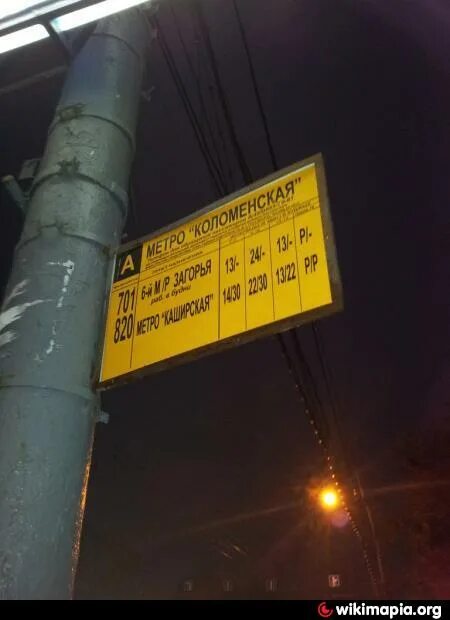 А МЕТРО "КОЛОМЕНСКАЯ"
701 6-й М/Р ЗАГОРЬЯ 13/- 24/- 13/- Р/-
раб. в будни
820 МЕТРО "КАШИРСКАЯ" 14/30 22/30 13/22 Р/Р
wikimapia.org